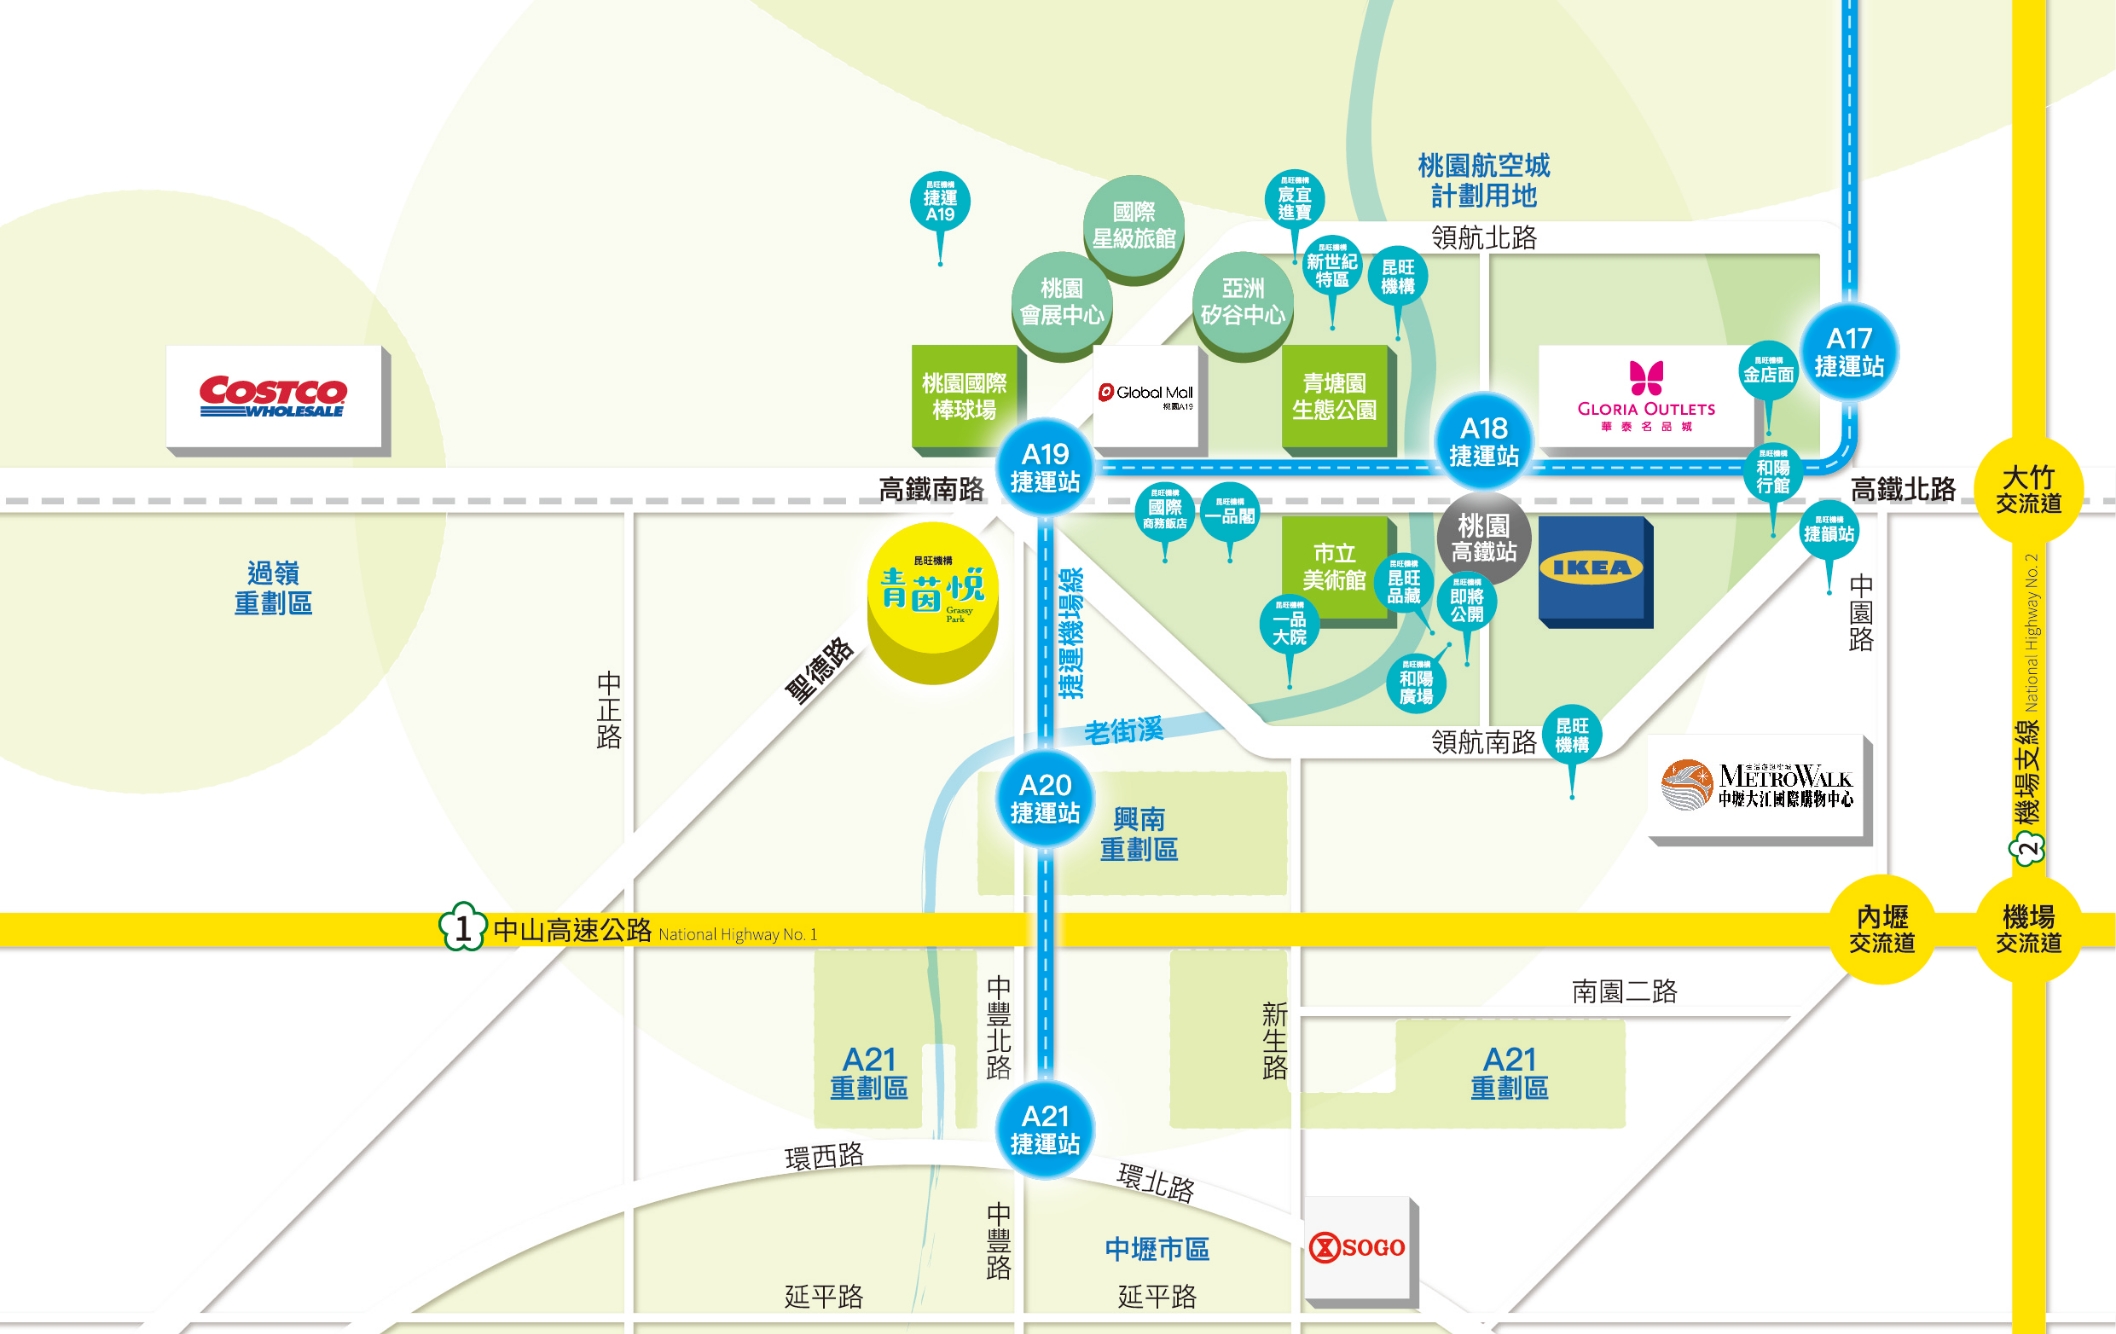 桃園航空城
計劃用地
昆旺機構
捷運
A19
國際
星級旅館
昆旺機構
宸宜
進寶
領航北路
昆旺機構
新世紀
特區
昆旺
機構
桃園
會展中心
亞洲
矽谷中心
A17
捷運站
COSTCO
WHOLESALE
桃園國際
棒球場
Global Mall
桃園A19
青塘園
生態公園
GLORIA OUTLETS
華泰名品城
昆旺機構
金店面
A19
捷運站
A18
捷運站
昆旺機構
和陽
行館
高鐵南路
高鐵北路
大竹
交流道
昆旺機構
國際
商務飯店
昆旺機構
一品閣
桃園
高鐵站
昆旺機構
捷韻站
過嶺
重劃區
昆旺機構
青茵悅
Grassy
Park
市立
美術館
昆旺機構
昆旺
品藏
昆旺機構
即將
公開
IKEA
昆旺機構
一品
大院
中園路
捷運機場線
聖德路
中正路
昆旺機構
和陽
廣場
老街溪
領航南路
昆旺
機構
METROWALK
中壢大江國際購物中心
機場支線 National Highway No. 2
2
A20
捷運站
興南
重劃區
1 中山高速公路 National Highway No. 1
內壢
交流道
機場
交流道
中豐北路
新生路
南園二路
A21
重劃區
A21
重劃區
A21
捷運站
環西路
環北路
中豐路
中壢市區
SOGO
延平路
延平路